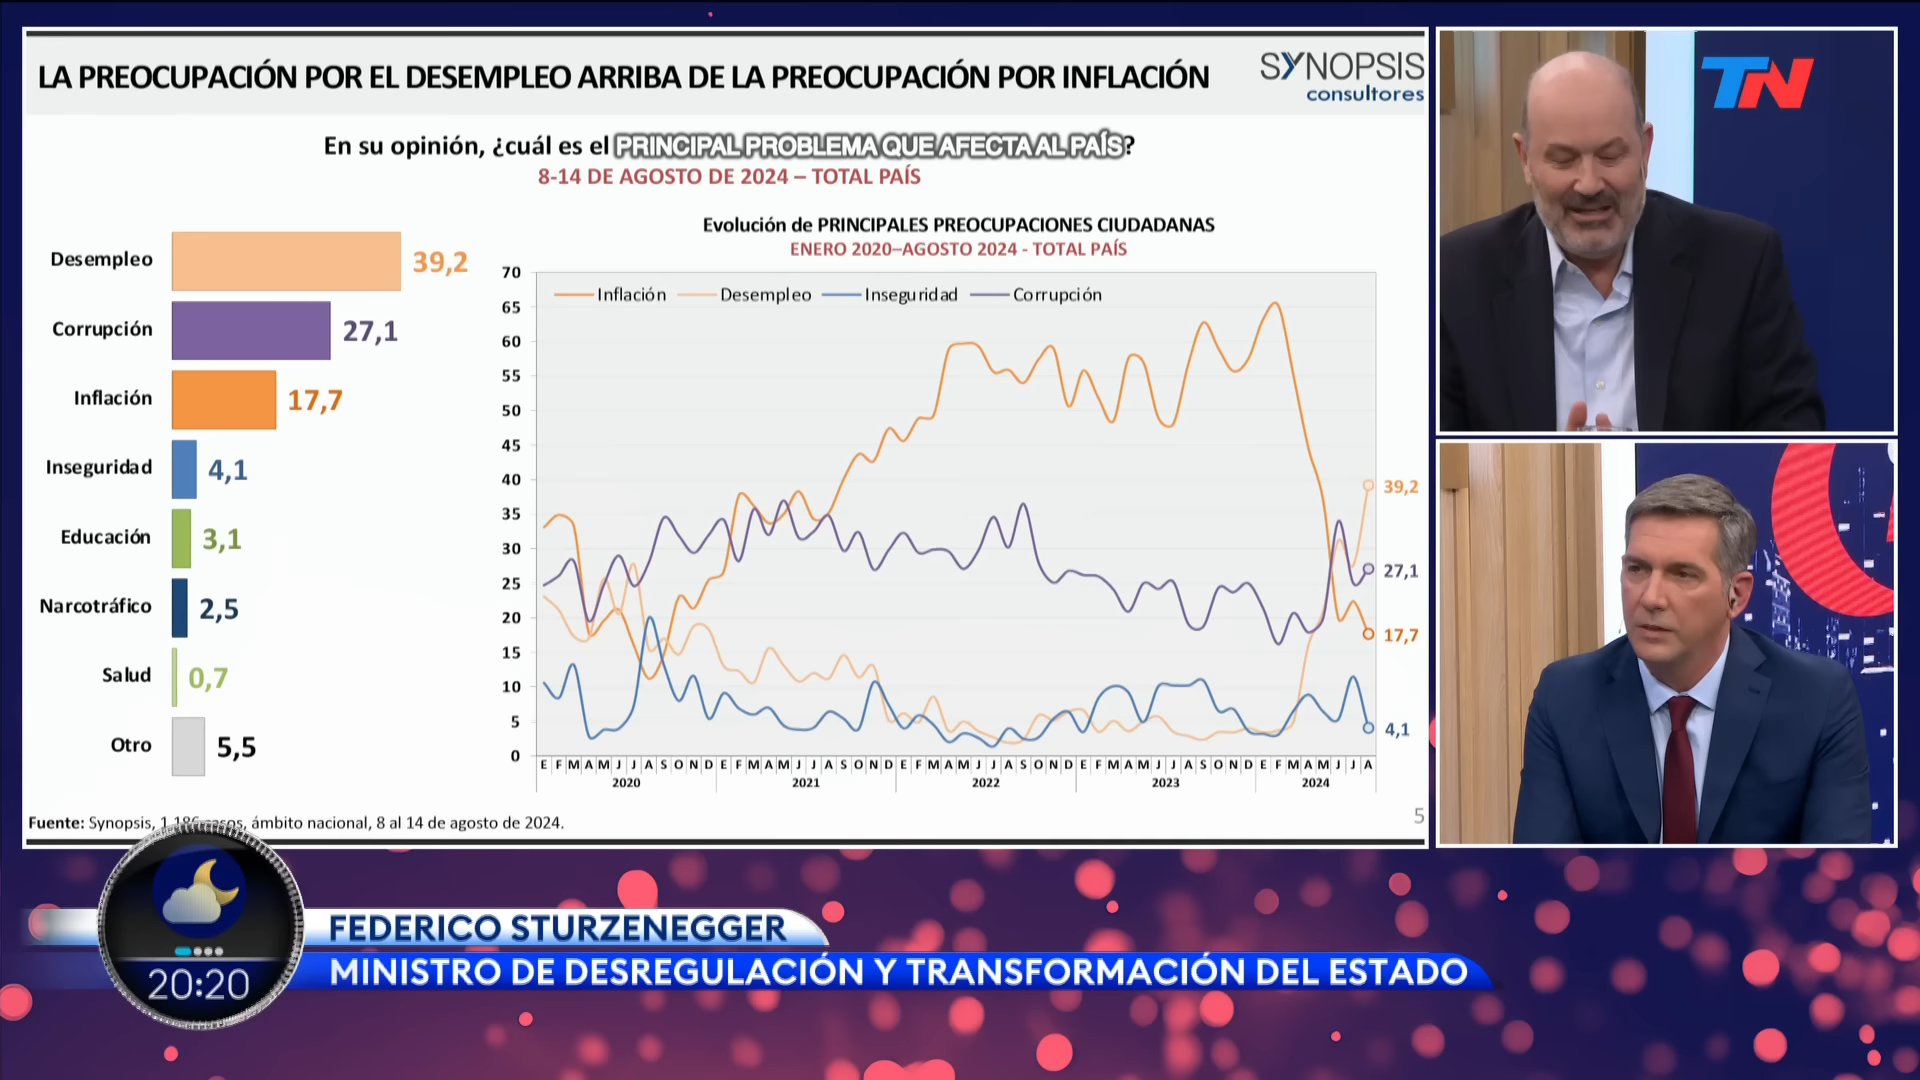 LA PREOCUPACIÓN POR EL DESEMPLEO ARRIBA DE LA PREOCUPACIÓN POR INFLACIÓN
SYNOPSIS
consultores
TN
En su opinión, ¿cuál es el PRINCIPAL PROBLEMA QUE AFECTA AL PAÍS?
8-14 DE AGOSTO DE 2024 – TOTAL PAÍS
Desempleo 39,2
Corrupción 27,1
Inflación 17,7
Inseguridad 4,1
Educación 3,1
Narcotráfico 2,5
Salud 0,7
Otro 5,5
Evolución de PRINCIPALES PREOCUPACIONES CIUDADANAS
ENERO 2020–AGOSTO 2024 - TOTAL PAÍS
Inflación Desempleo Inseguridad Corrupción
70
65
60
55
50
45
40
35
30
25
20
15
10
5
0
39,2
27,1
17,7
4,1
E F M A M J J A S O N D E F M A M J J A S O N D E F M A M J J A S O N D E F M A M J J A S O N D E F M A M J J A
2020 2021 2022 2023 2024
5
Fuente: Synopsis, ámbito nacional, 8 al 14 de agosto de 2024.
20:20
FEDERICO STURZENEGGER
MINISTRO DE DESREGULACIÓN Y TRANSFORMACIÓN DEL ESTADO